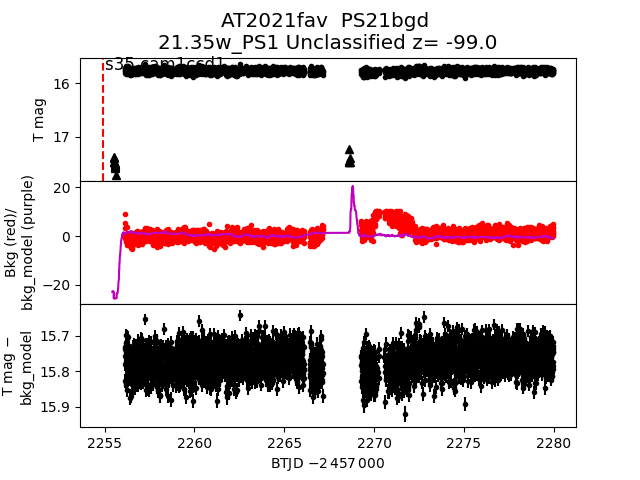 AT2021fav PS21bgd
21.35w_PS1 Unclassified z= -99.0
s35 cam1ccd1
16
17
T mag
20
0
−20
Bkg (red)/
bkg_model (purple)
15.7
15.8
15.9
T mag −
bkg_model
2255 2260 2265 2270 2275 2280
BTJD −2 457 000